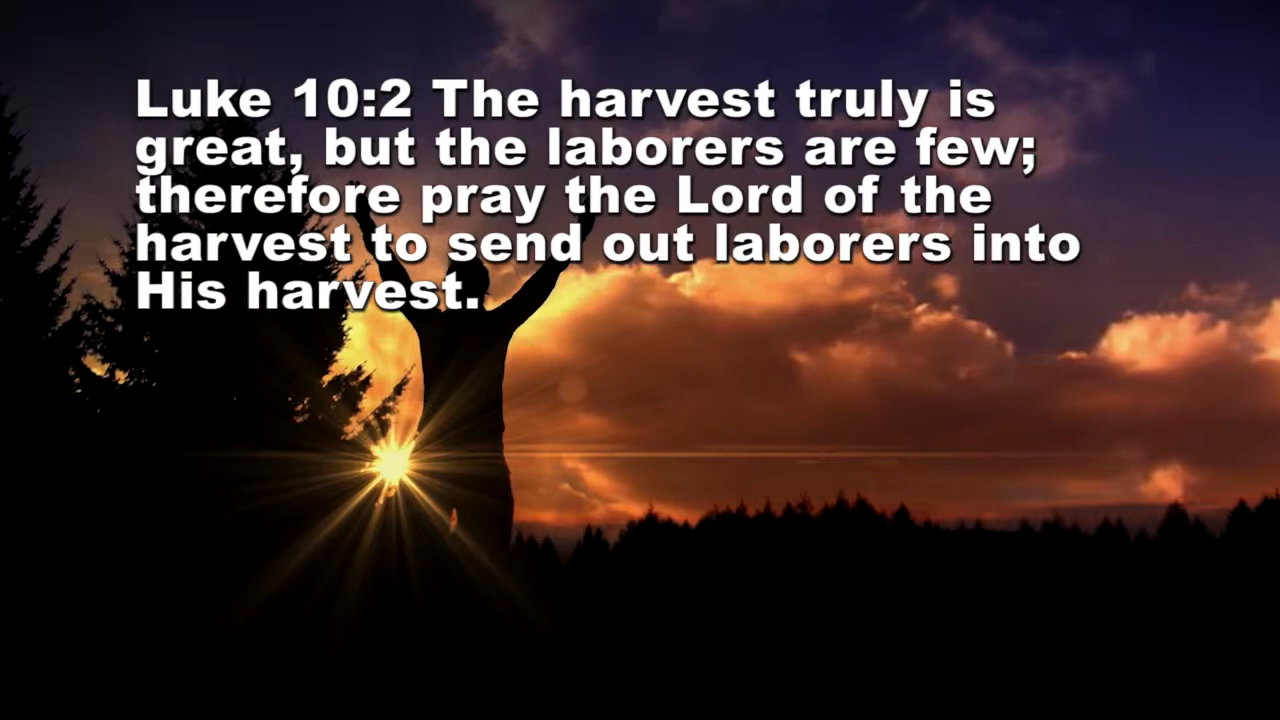 Luke 10:2 The harvest truly is
great, but the laborers are few;
therefore pray the Lord of the
harvest to send out laborers into
His harvest.